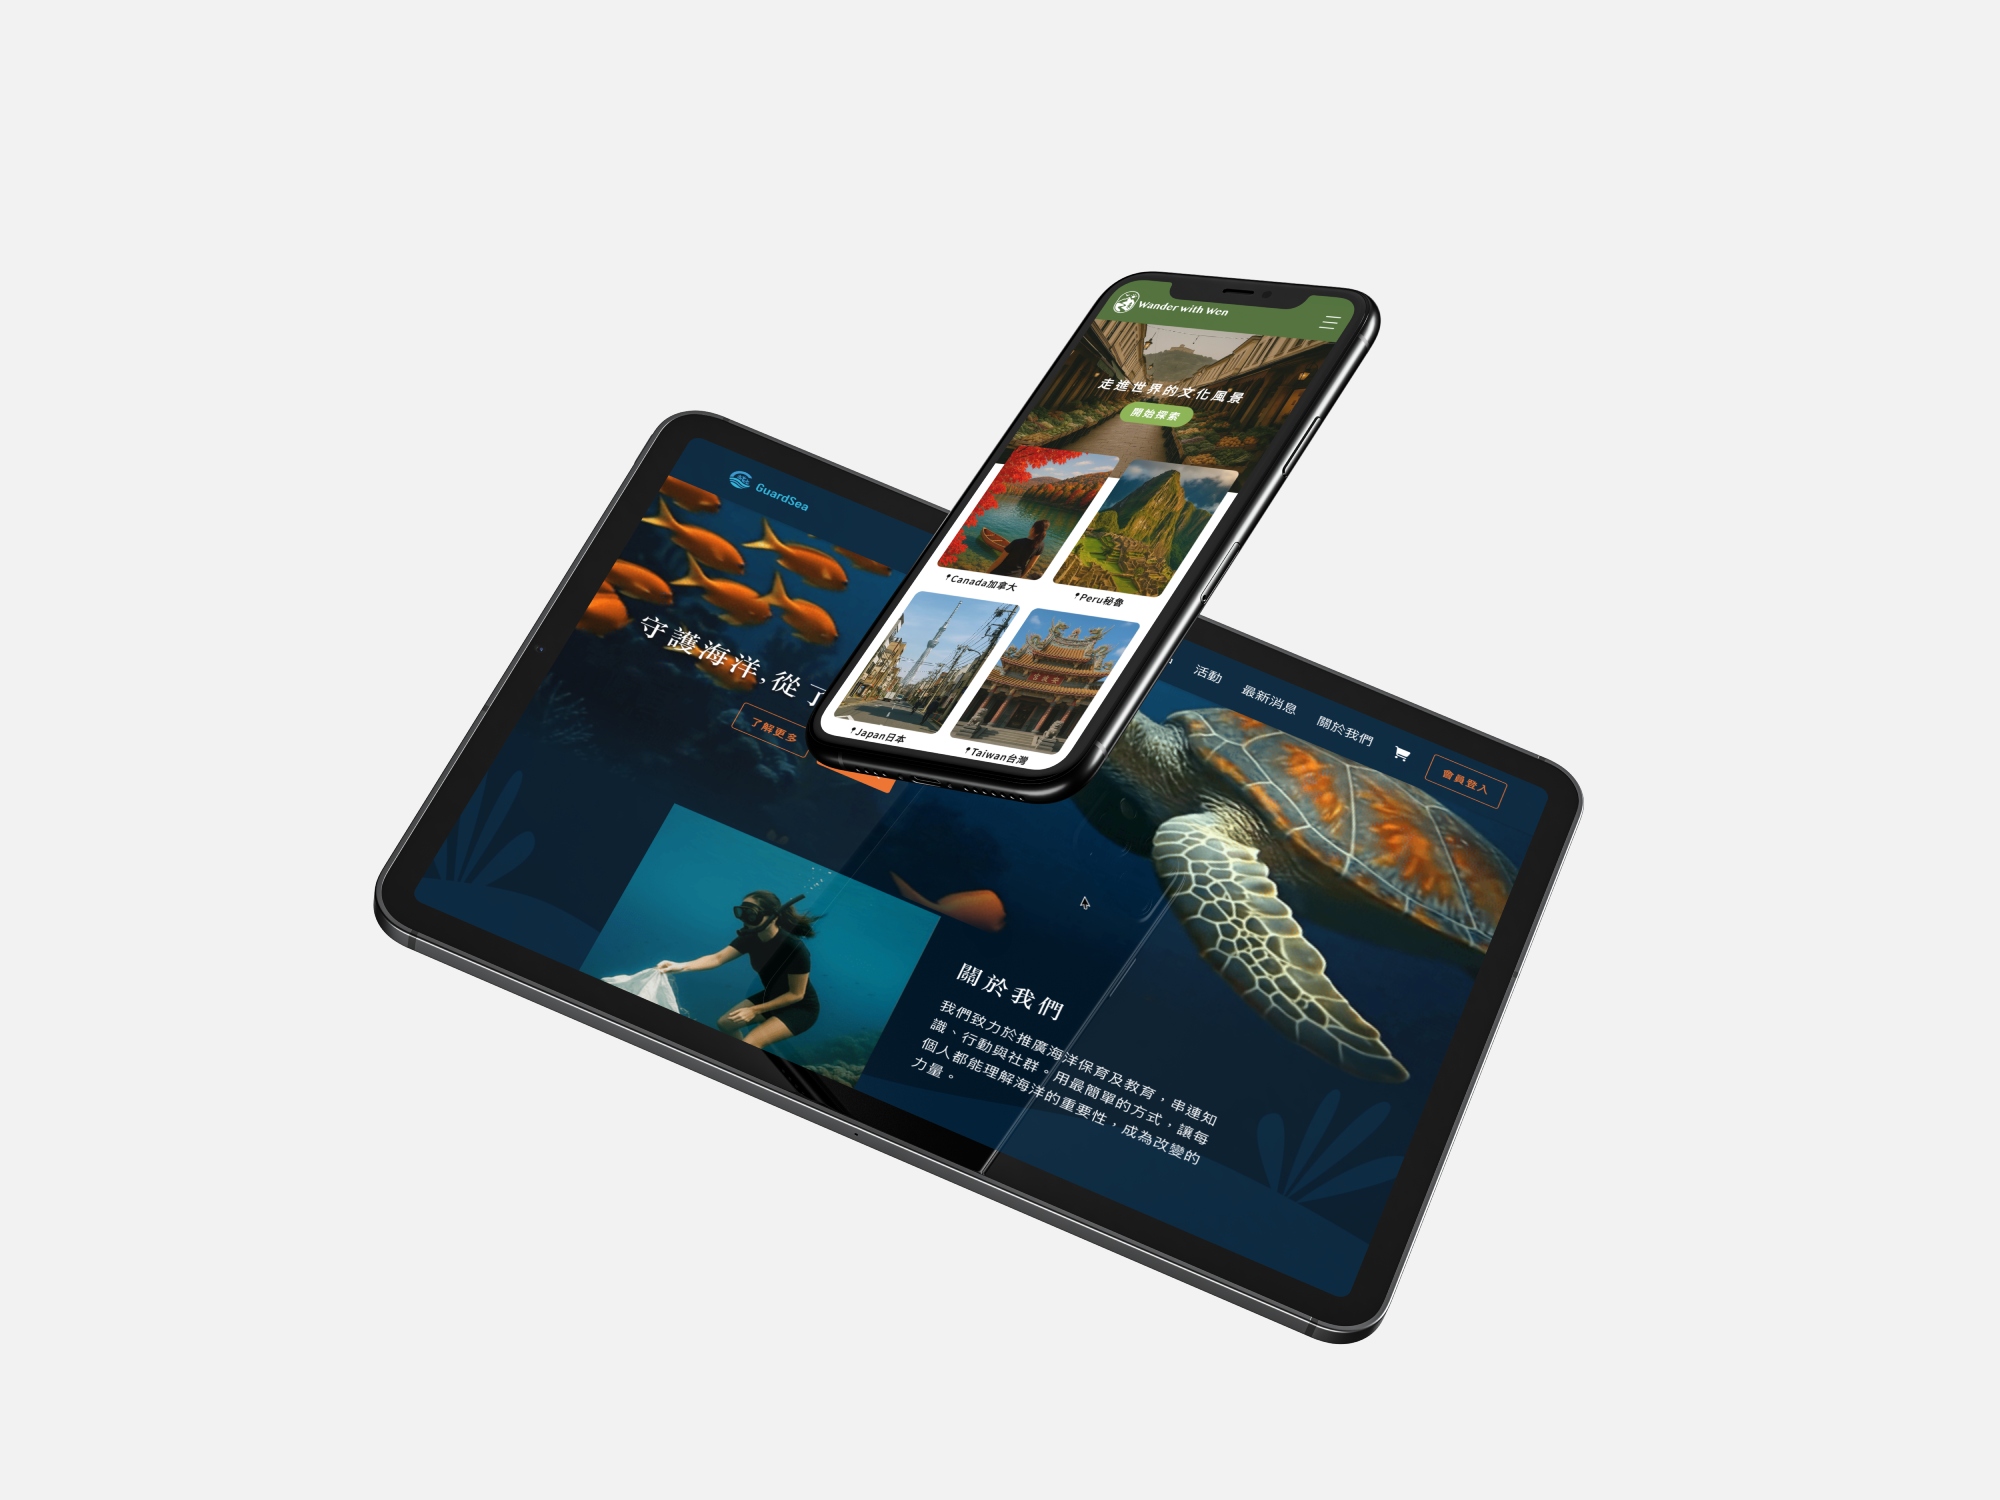 Wander with Wen
走進世界的文化風景
開始探索
Canada加拿大
Peru秘魯
Japan日本
Taiwan台灣
GuardSea
活動
最新消息
關於我們
會員登入
守護海洋,從了
了解更多
關於我們
我們致力於推廣海洋保育及教育，串連知
識、行動與社群。用最簡單的方式，讓每
個人都能理解海洋的重要性，成為改變的
力量。